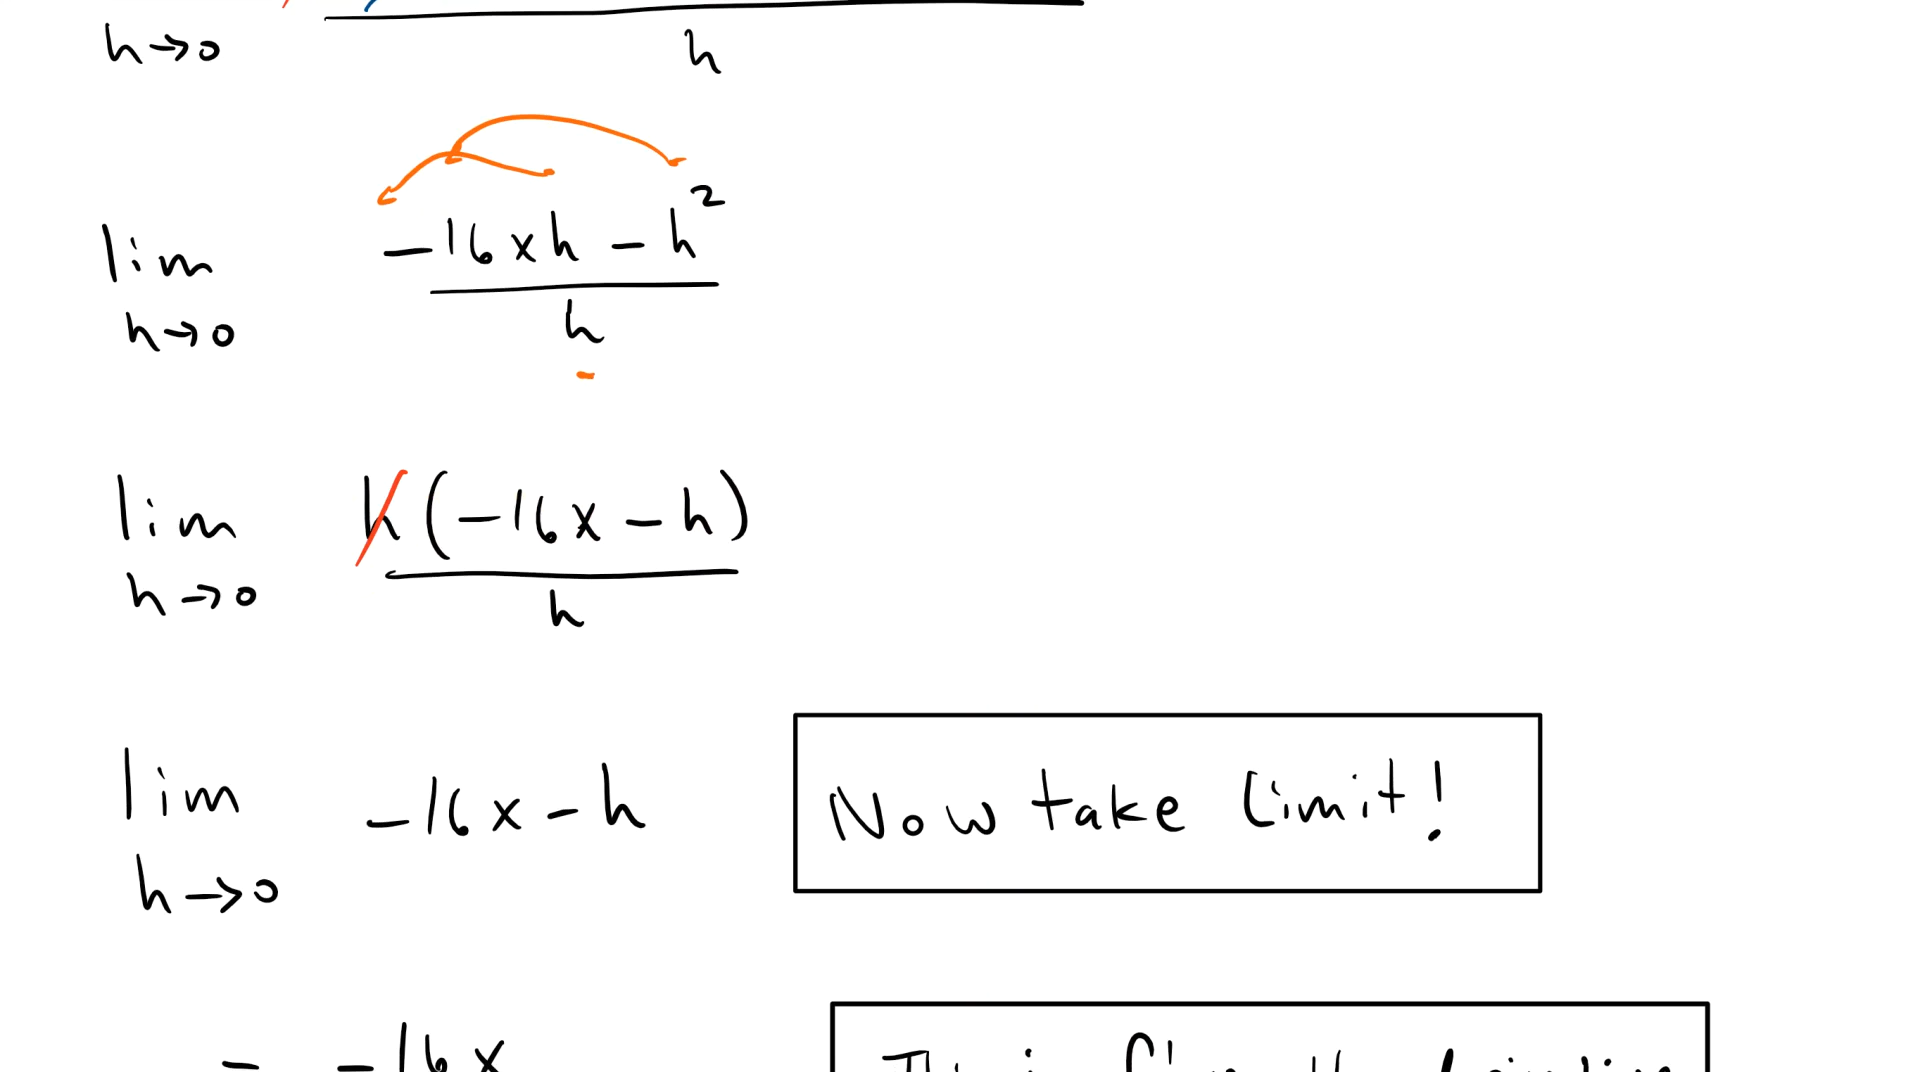 h→0 h
lim -16xh - h²
h→0 h
lim h(-16x - h)
h→0 h
lim -16x - h
h→0
Now take limit!
= -16x